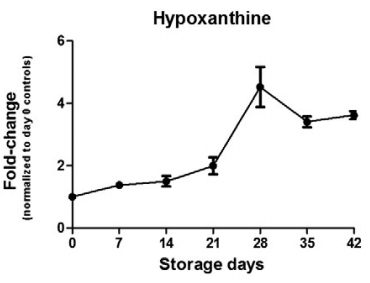 Hypoxanthine
Fold-change
(normalized to day 0 controls)
6
4
2
0
0 7 14 21 28 35 42
Storage days